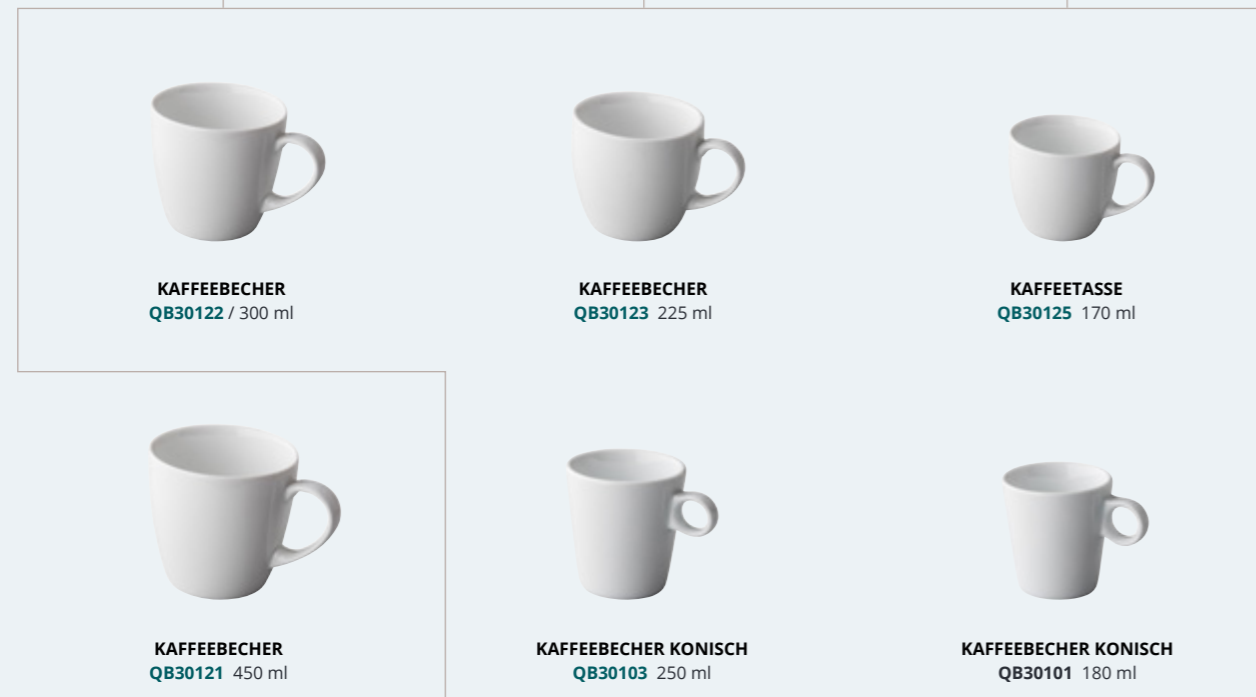 KAFFEEBECHER
QB30122 / 300 ml
KAFFEEBECHER
QB30123 225 ml
KAFFEETASSE
QB30125 170 ml
KAFFEEBECHER
QB30121 450 ml
KAFFEEBECHER KONISCH
QB30103 250 ml
KAFFEEBECHER KONISCH
QB30101 180 ml